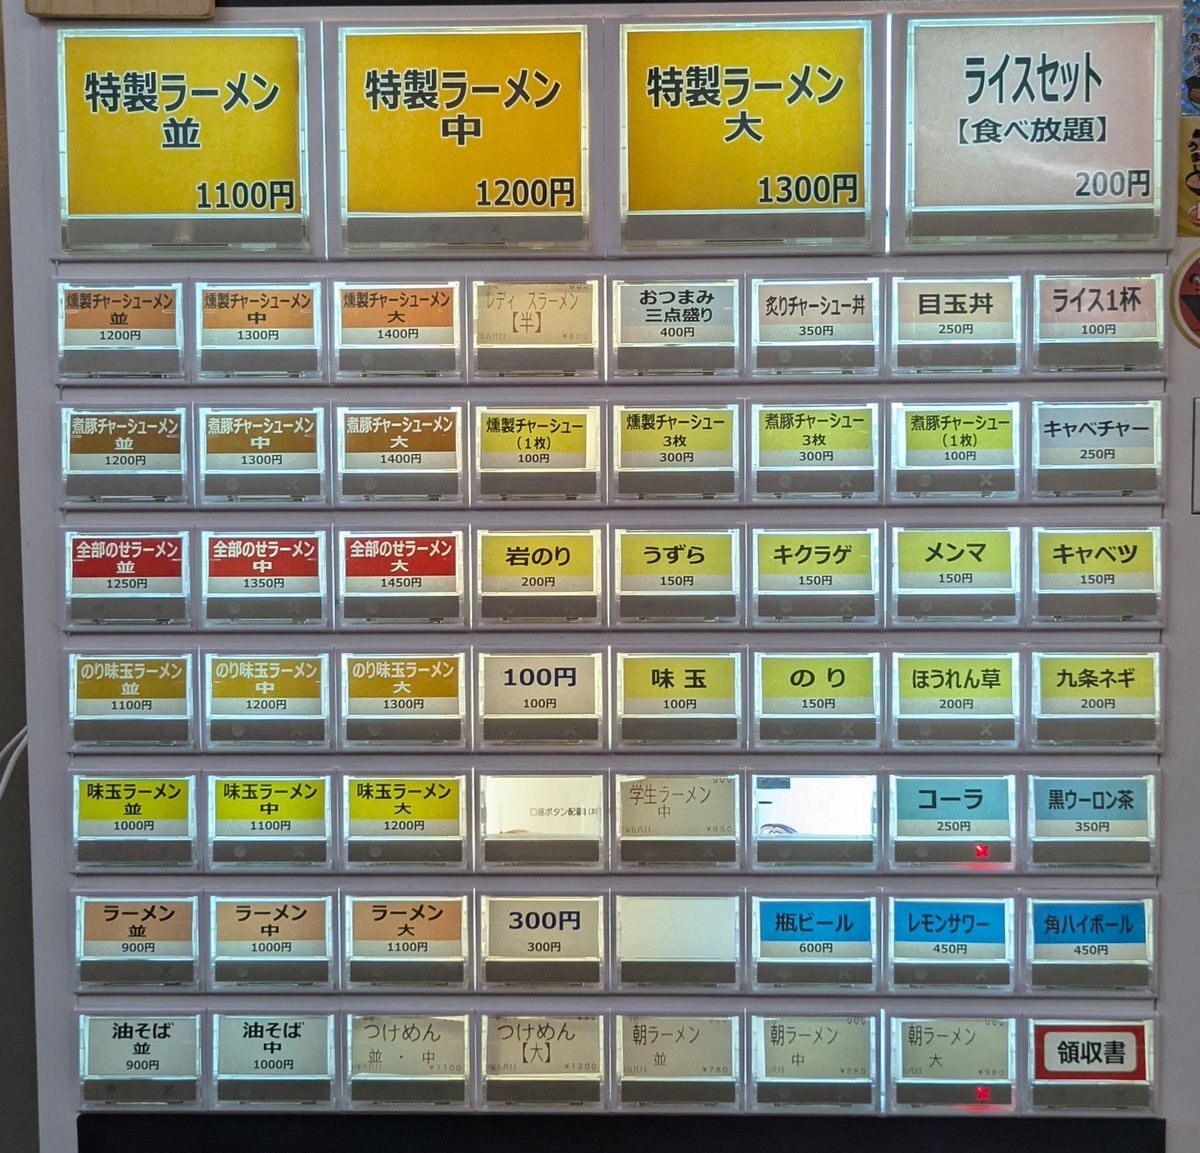 特製ラーメン
並
1100円
特製ラーメン
中
1200円
特製ラーメン
大
1300円
ライスセット
【食べ放題】
200円
燻製チャーシューメン
並
1200円
燻製チャーシューメン
中
1300円
燻製チャーシューメン
大
1400円
レディスラーメン
【半】
¥800
おつまみ
三点盛り
400円
炙りチャーシュー丼
350円
目玉丼
250円
ライス1杯
100円
煮豚チャーシューメン
並
1200円
煮豚チャーシューメン
中
1300円
煮豚チャーシューメン
大
1400円
燻製チャーシュー
(1枚)
100円
燻製チャーシュー
3枚
300円
煮豚チャーシュー
3枚
300円
煮豚チャーシュー
(1枚)
100円
キャベチャー
250円
全部のせラーメン
並
1250円
全部のせラーメン
中
1350円
全部のせラーメン
大
1450円
岩のり
200円
うずら
150円
キクラゲ
150円
メンマ
150円
キャベツ
150円
のり味玉ラーメン
並
1100円
のり味玉ラーメン
中
1200円
のり味玉ラーメン
大
1300円
100円
100円
味玉
100円
のり
150円
ほうれん草
200円
九条ネギ
200円
味玉ラーメン
並
1000円
味玉ラーメン
中
1100円
味玉ラーメン
大
1200円
学生ラーメン
中
¥950
コーラ
250円
黒ウーロン茶
350円
ラーメン
並
900円
ラーメン
中
1000円
ラーメン
大
1100円
300円
300円
瓶ビール
600円
レモンサワー
450円
角ハイボール
450円
油そば
並
900円
油そば
中
1000円
つけめん
並・中
¥1100
つけめん
【大】
¥1200
朝ラーメン
並
¥780
朝ラーメン
中
¥880
朝ラーメン
大
¥980
領収書